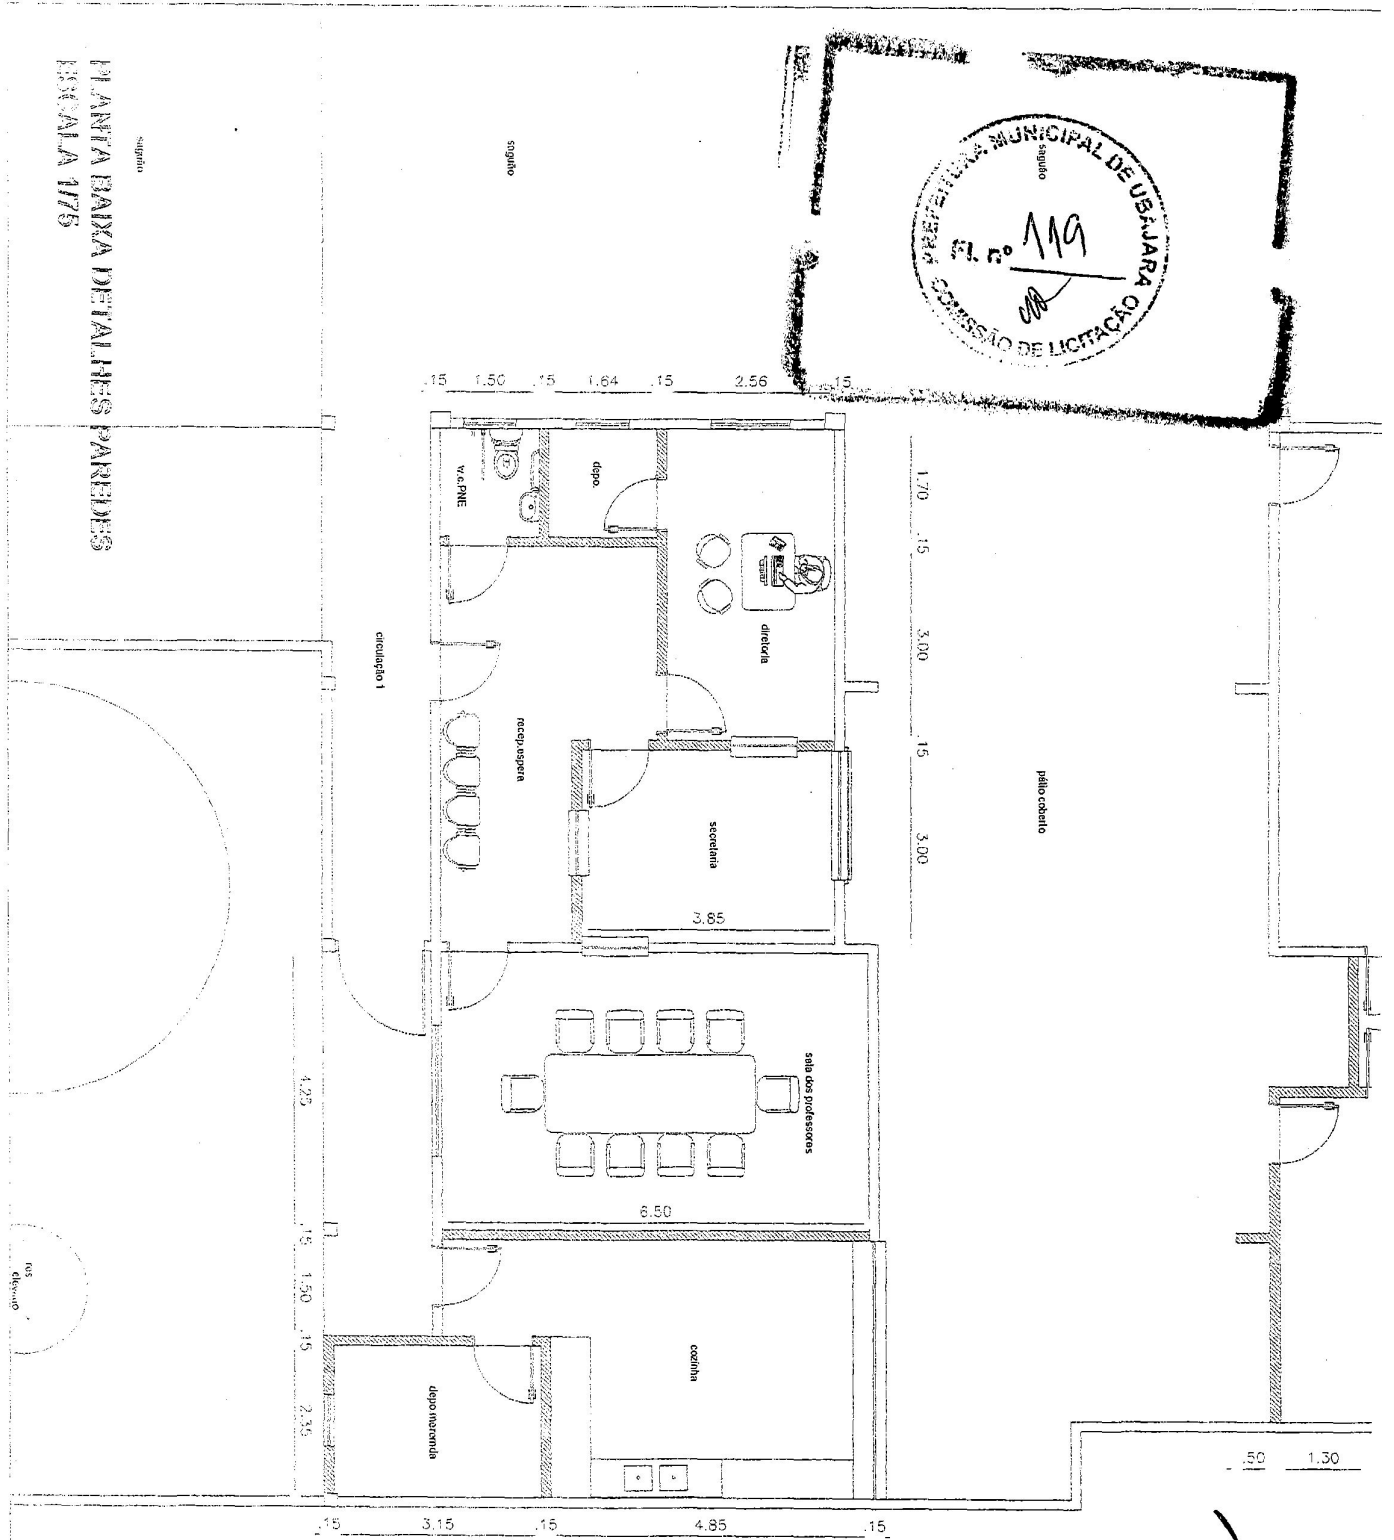 PLANTA BAIXA DETALHES PAREDES
ESCALA 1/75
saguão
saguão
saguão
PREFEITURA MUNICIPAL DE UBAJARA
Fl. nº 119
COMISSÃO DE LICITAÇÃO
.15 1.50 .15 1.64 .15 2.56 .15
w.c.PNE
depo.
diretoria
1.70 .15 3.00 .15 3.00
circulação 1
recep.espera
secretaria
pátio coberto
3.85
sala dos professores
6.50
4.25 .15 1.50 .15 2.35
res
elevado
cozinha
depo merenda
.50 1.30
.15 3.15 .15 4.85 .15